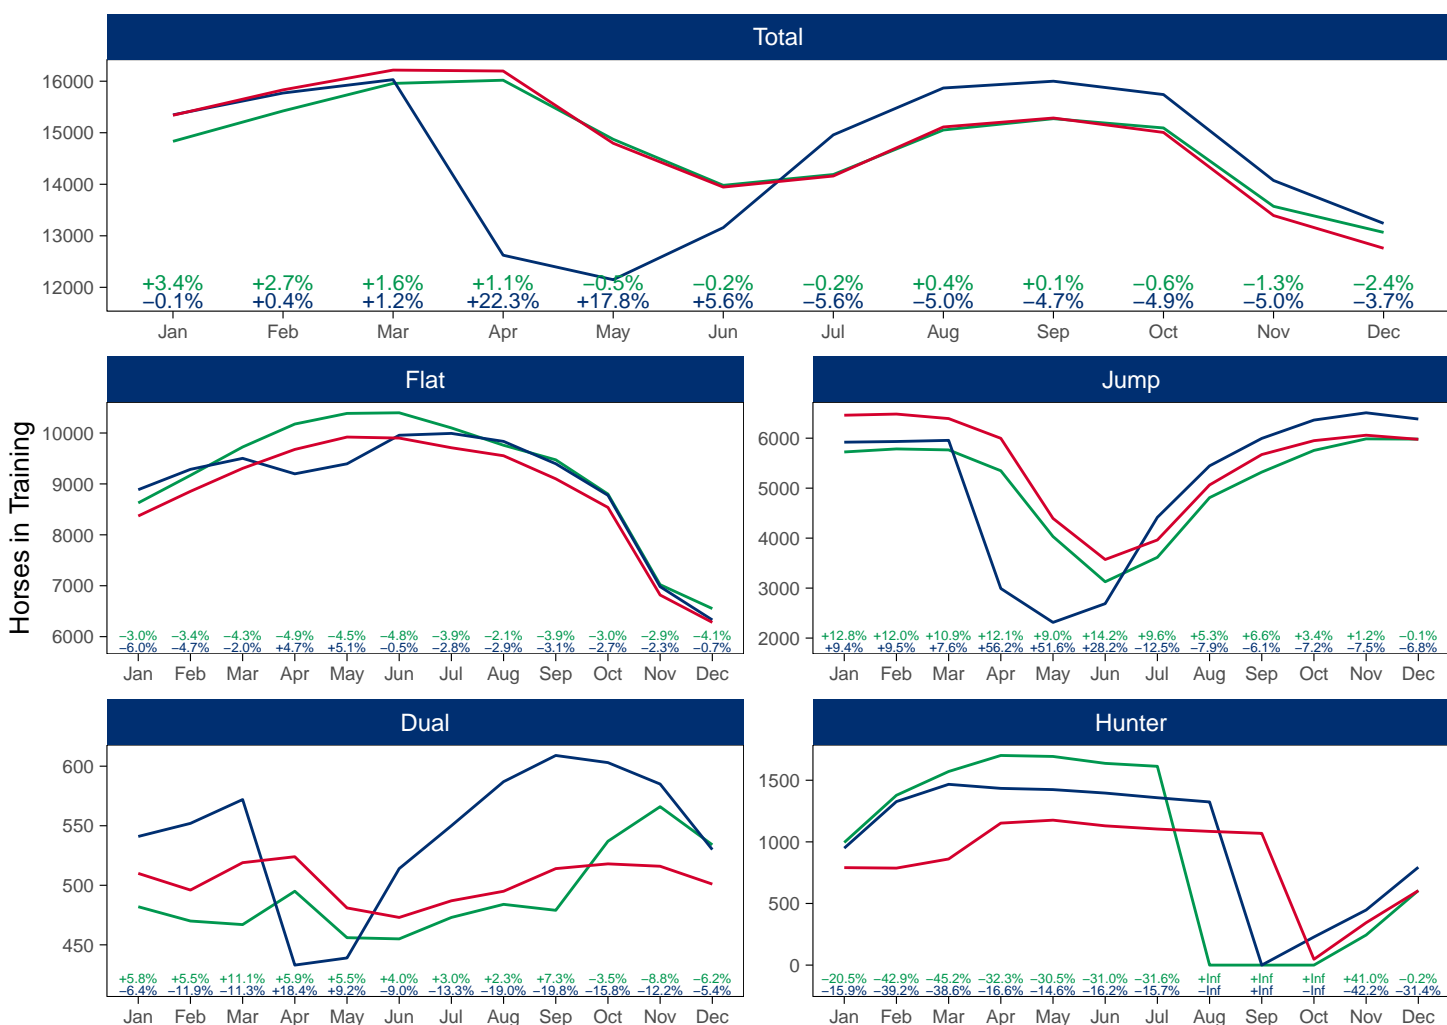 Total
16000
15000
14000
13000
12000
+3.4% +2.7% +1.6% +1.1% −0.5% −0.2% −0.2% +0.4% +0.1% −0.6% −1.3% −2.4%
−0.1% +0.4% +1.2% +22.3% +17.8% +5.6% −5.6% −5.0% −4.7% −4.9% −5.0% −3.7%
Jan Feb Mar Apr May Jun Jul Aug Sep Oct Nov Dec
Horses in Training
Flat
10000
9000
8000
7000
6000
−3.0% −3.4% −4.3% −4.9% −4.5% −4.8% −3.9% −2.1% −3.9% −3.0% −2.9% −4.1%
−6.0% −4.7% −2.0% +4.7% +5.1% −0.5% −2.8% −2.9% −3.1% −2.7% −2.3% −0.7%
Jan Feb Mar Apr May Jun Jul Aug Sep Oct Nov Dec
Jump
6000
5000
4000
3000
2000
+12.8% +12.0% +10.9% +12.1% +9.0% +14.2% +9.6% +5.3% +6.6% +3.4% +1.2% −0.1%
+9.4% +9.5% +7.6% +56.2% +51.6% +28.2% −12.5% −7.9% −6.1% −7.2% −7.5% −6.8%
Jan Feb Mar Apr May Jun Jul Aug Sep Oct Nov Dec
Dual
600
550
500
450
+5.8% +5.5% +11.1% +5.9% +5.5% +4.0% +3.0% +2.3% +7.3% −3.5% −8.8% −6.2%
−6.4% −11.9% −11.3% +18.4% +9.2% −9.0% −13.3% −19.0% −19.8% −15.8% −12.2% −5.4%
Jan Feb Mar Apr May Jun Jul Aug Sep Oct Nov Dec
Hunter
1500
1000
500
0
−20.5% −42.9% −45.2% −32.3% −30.5% −31.0% −31.6% +Inf +Inf +Inf +41.0% −0.2%
−15.9% −39.2% −38.6% −16.6% −14.6% −16.2% −15.7% −Inf +Inf −Inf −42.2% −31.4%
Jan Feb Mar Apr May Jun Jul Aug Sep Oct Nov Dec